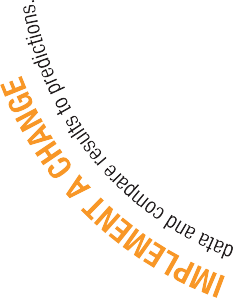 IMPLEMENT A CHANGE
data and compare results to predictions.